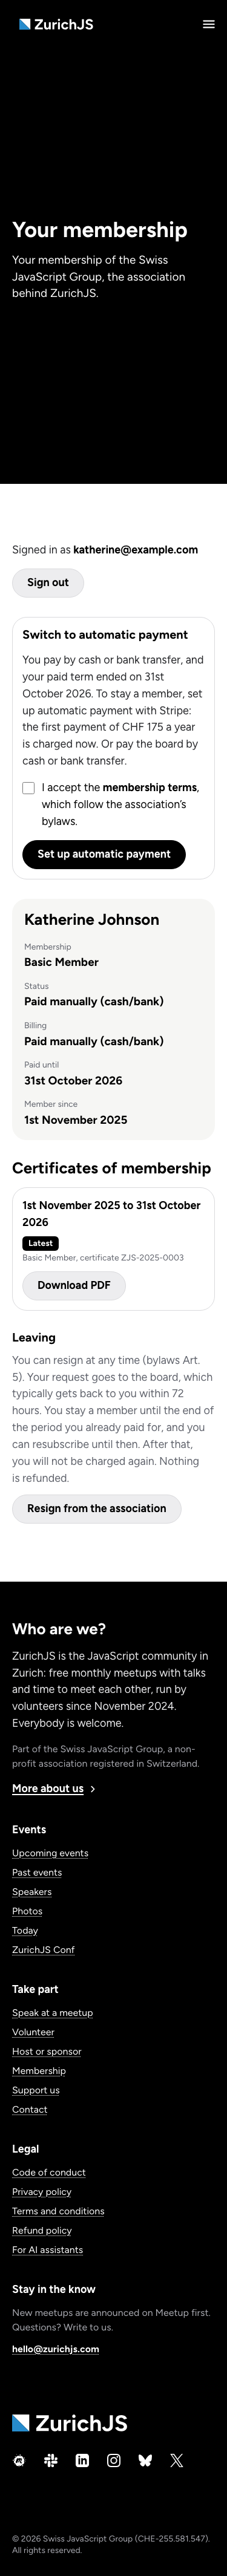 ZurichJS
Your membership
Your membership of the Swiss
JavaScript Group, the association
behind ZurichJS.
Signed in as katherine@example.com
Sign out
Switch to automatic payment
You pay by cash or bank transfer, and
your paid term ended on 31st
October 2026. To stay a member, set
up automatic payment with Stripe:
the first payment of CHF 175 a year
is charged now. Or pay the board by
cash or bank transfer.
I accept the membership terms,
which follow the association’s
bylaws.
Set up automatic payment
Katherine Johnson
Membership
Basic Member
Status
Paid manually (cash/bank)
Billing
Paid manually (cash/bank)
Paid until
31st October 2026
Member since
1st November 2025
Certificates of membership
1st November 2025 to 31st October
2026
Latest
Basic Member, certificate ZJS-2025-0003
Download PDF
Leaving
You can resign at any time (bylaws Art.
5). Your request goes to the board, which
typically gets back to you within 72
hours. You stay a member until the end of
the period you already paid for, and you
can resubscribe until then. After that,
you will not be charged again. Nothing
is refunded.
Resign from the association
Who are we?
ZurichJS is the JavaScript community in
Zurich: free monthly meetups with talks
and time to meet each other, run by
volunteers since November 2024.
Everybody is welcome.
Part of the Swiss JavaScript Group, a non-
profit association registered in Switzerland.
More about us
Events
Upcoming events
Past events
Speakers
Photos
Today
ZurichJS Conf
Take part
Speak at a meetup
Volunteer
Host or sponsor
Membership
Support us
Contact
Legal
Code of conduct
Privacy policy
Terms and conditions
Refund policy
For AI assistants
Stay in the know
New meetups are announced on Meetup first.
Questions? Write to us.
hello@zurichjs.com
ZurichJS
© 2026 Swiss JavaScript Group (CHE-255.581.547).
All rights reserved.